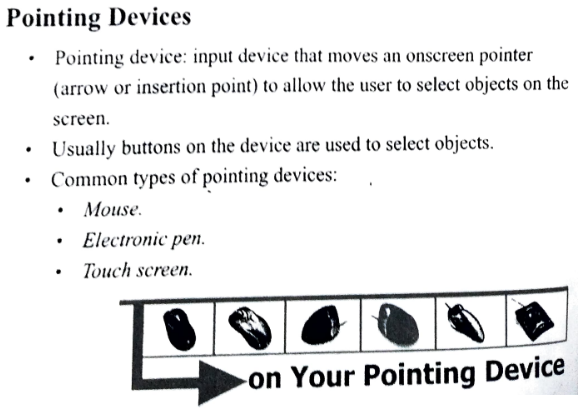 Pointing Devices
• Pointing device: input device that moves an onscreen pointer
(arrow or insertion point) to allow the user to select objects on the
screen.
• Usually buttons on the device are used to select objects.
• Common types of pointing devices:
• Mouse.
• Electronic pen.
• Touch screen.
on Your Pointing Device